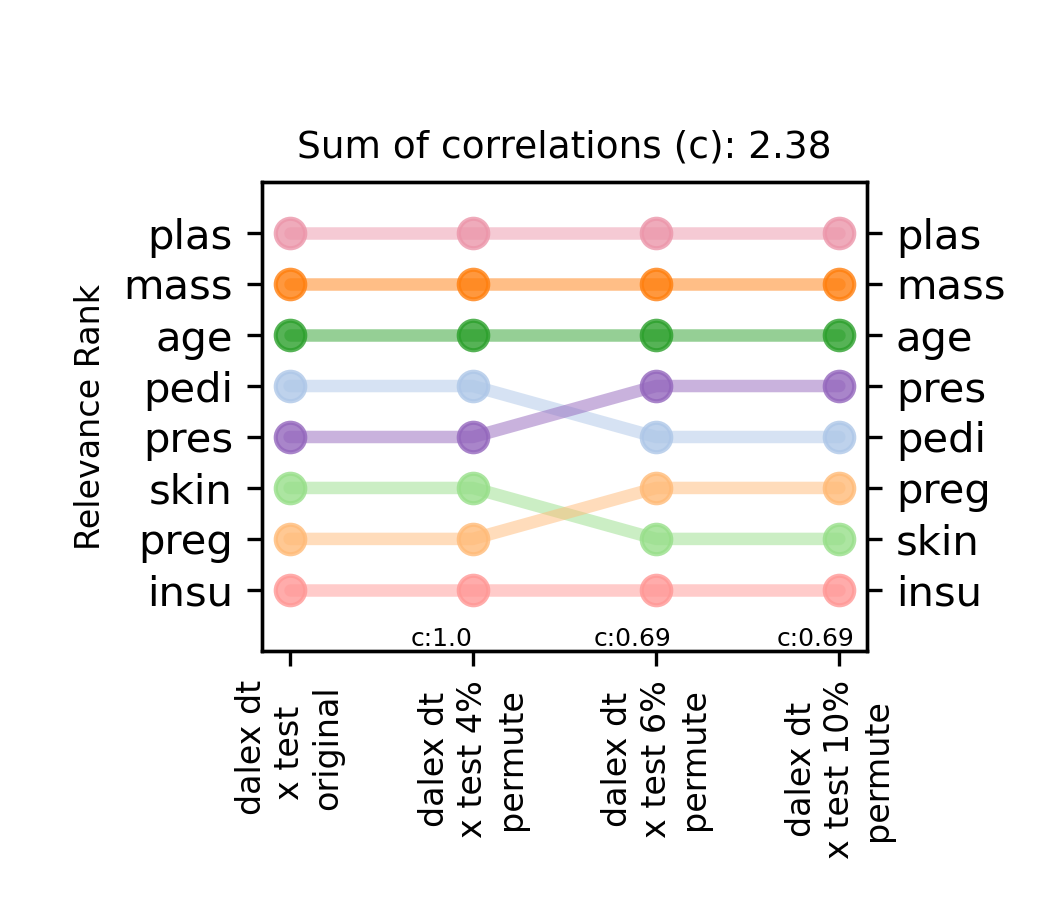 Sum of correlations (c): 2.38
Relevance Rank
plas
mass
age
pedi
pres
skin
preg
insu
plas
mass
age
pres
pedi
preg
skin
insu
c:1.0
c:0.69
c:0.69
dalex dt
x test
original
dalex dt
x test 4%
permute
dalex dt
x test 6%
permute
dalex dt
x test 10%
permute